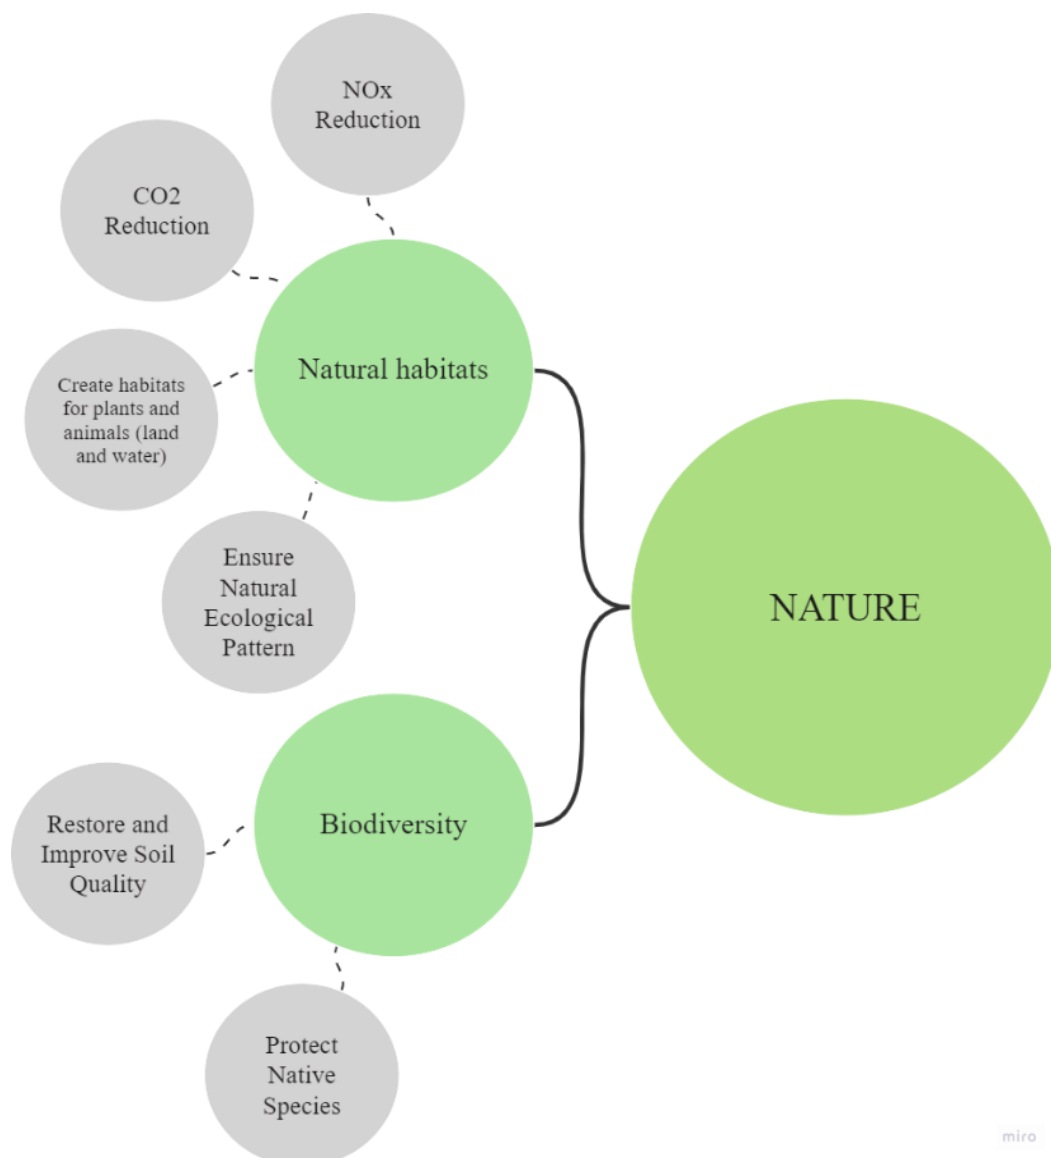 NOx
Reduction
CO2
Reduction
Natural habitats
Create habitats
for plants and
animals (land
and water)
Ensure
Natural
Ecological
Pattern
NATURE
Biodiversity
Restore and
Improve Soil
Quality
Protect
Native
Species
miro